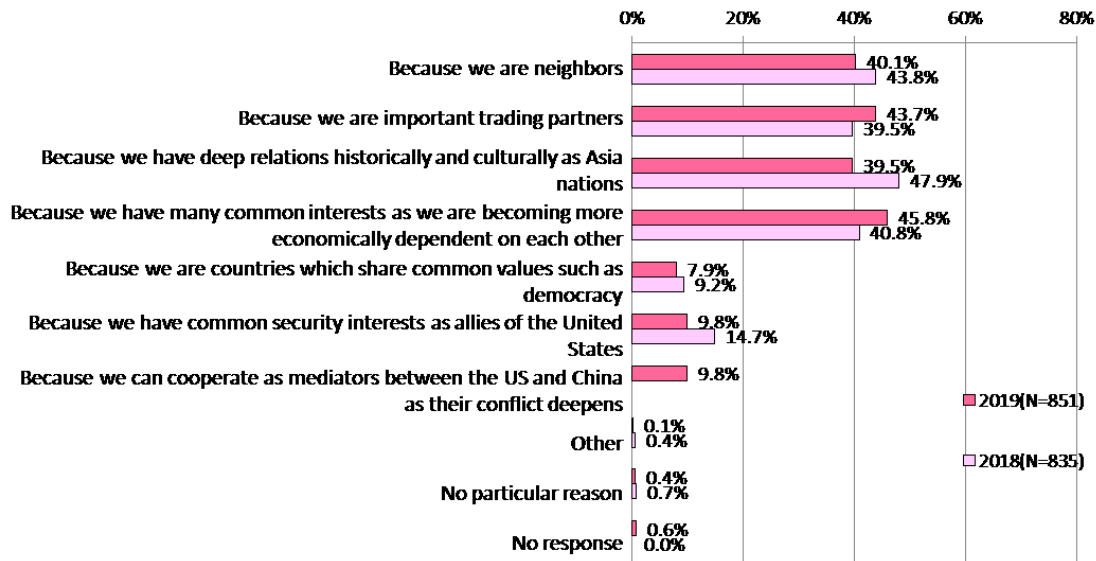 0% 20% 40% 60% 80%
Because we are neighbors
40.1%
43.8%
Because we are important trading partners
43.7%
39.5%
Because we have deep relations historically and culturally as Asia
nations
39.5%
47.9%
Because we have many common interests as we are becoming more
economically dependent on each other
45.8%
40.8%
Because we are countries which share common values such as
democracy
7.9%
9.2%
Because we have common security interests as allies of the United
States
9.8%
14.7%
Because we can cooperate as mediators between the US and China
as their conflict deepens
9.8%
2019(N=851)
Other
0.1%
0.4%
2018(N=835)
No particular reason
0.4%
0.7%
No response
0.6%
0.0%